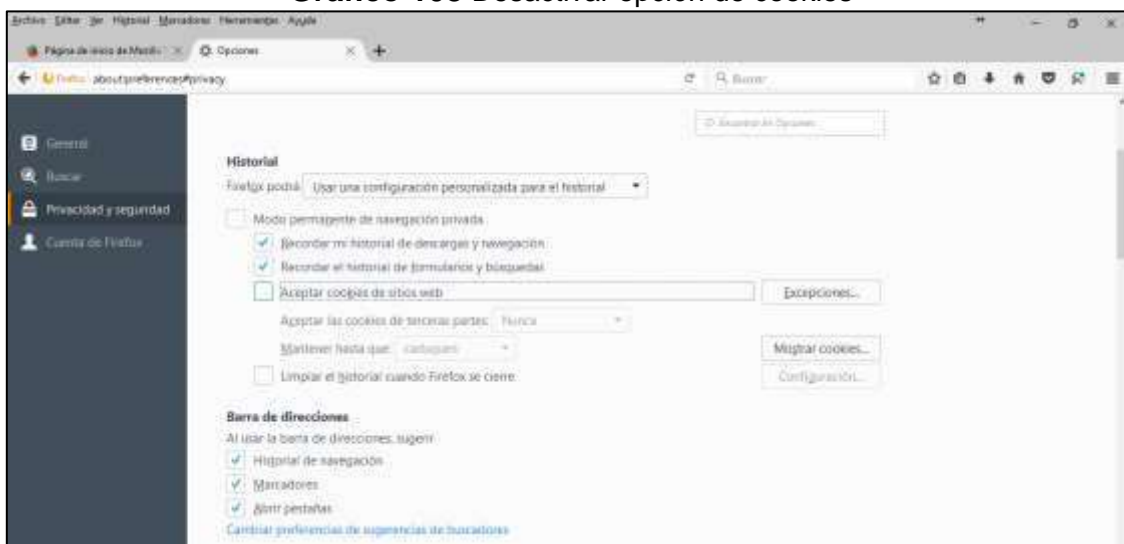 Desactivar opción de cookies
Archivo Editar Ver Historial Marcadores Herramientas Ayuda
Página de inicio de Mozilla
Opciones
Firefox about:preferences#privacy
Buscar
Encontrar en Opciones
General
Buscar
Privacidad y seguridad
Cuenta de Firefox
Historial
Firefox podrá Usar una configuración personalizada para el historial
Modo permanente de navegación privada
Recordar mi historial de descargas y navegación
Recordar el historial de formularios y búsquedas
Aceptar cookies de sitios web
Excepciones...
Aceptar las cookies de terceras partes: Nunca
Mantener hasta que: caduquen
Mostrar cookies...
Limpiar el historial cuando Firefox se cierre
Configuración...
Barra de direcciones
Al usar la barra de direcciones, sugerir
Historial de navegación
Marcadores
Abrir pestañas
Cambiar preferencias de sugerencias de buscadores